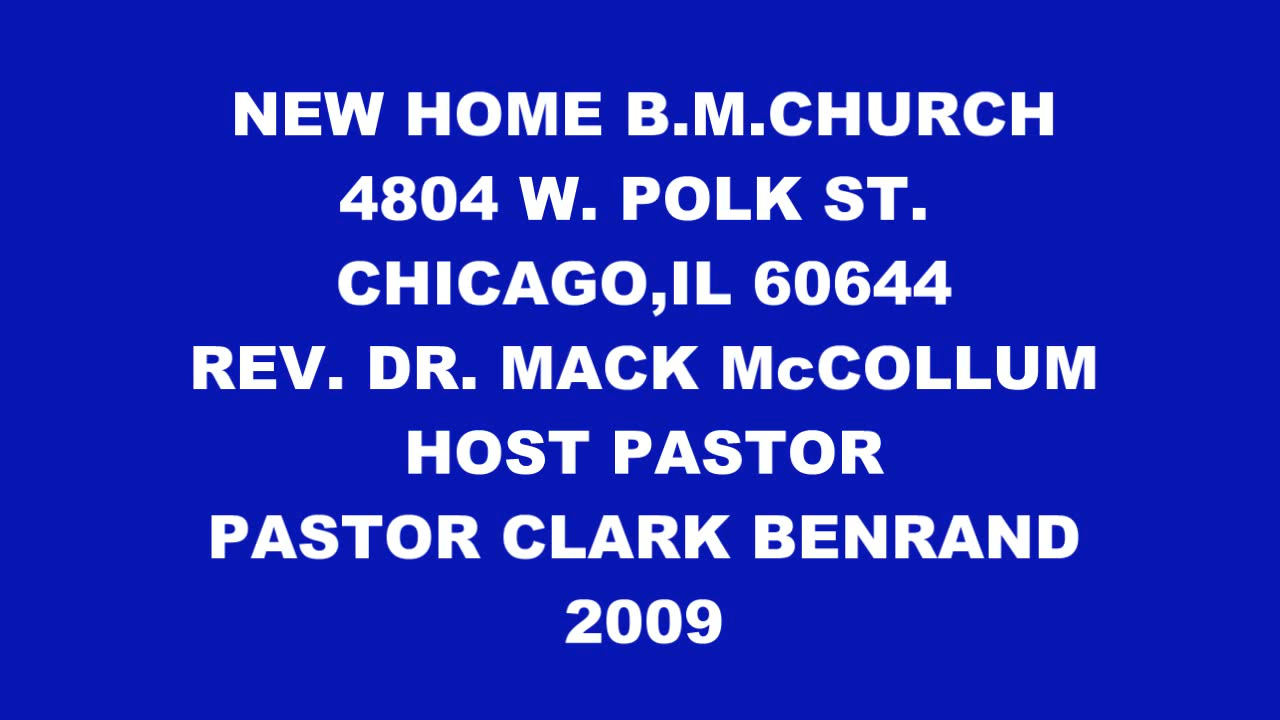 NEW HOME B.M.CHURCH
4804 W. POLK ST.
CHICAGO,IL 60644
REV. DR. MACK McCOLLUM
HOST PASTOR
PASTOR CLARK BENRAND
2009